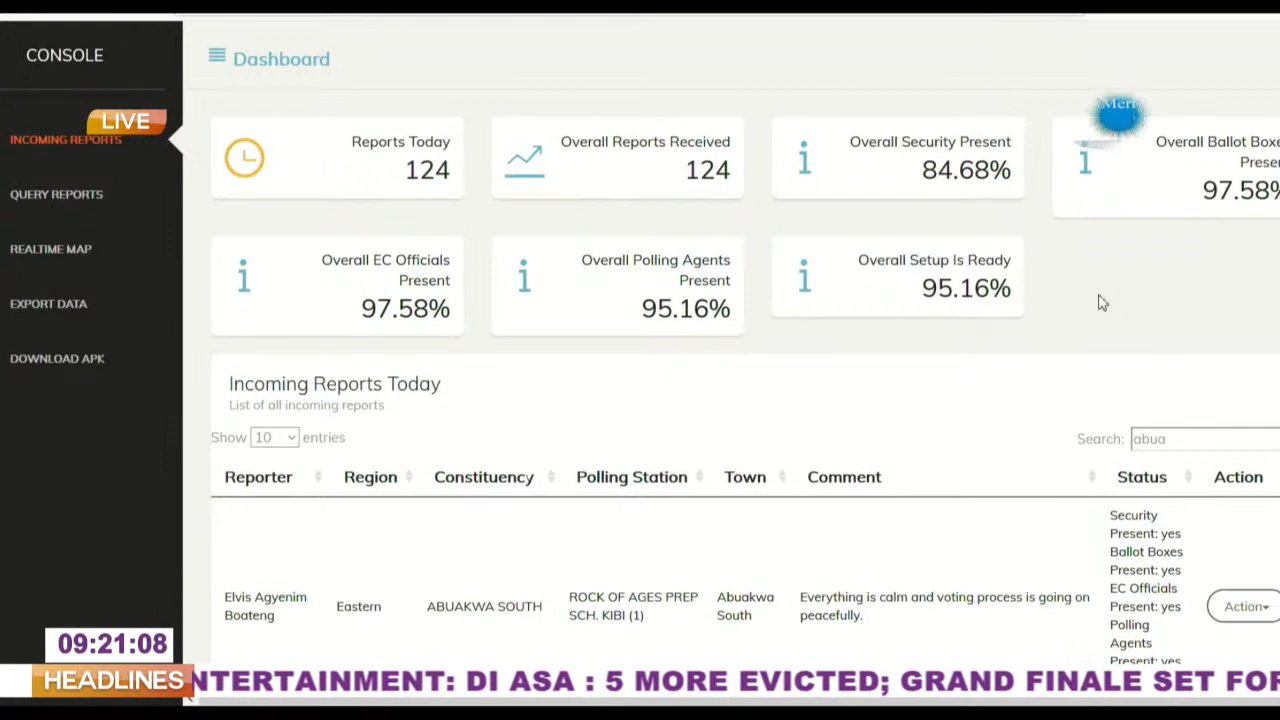 CONSOLE
Dashboard
LIVE
INCOMING REPORTS
QUERY REPORTS
REALTIME MAP
EXPORT DATA
DOWNLOAD APK
Reports Today
124
Overall Reports Received
124
Overall Security Present
84.68%
Overall Ballot Boxe
Preser
97.58%
Overall EC Officials
Present
97.58%
Overall Polling Agents
Present
95.16%
Overall Setup Is Ready
95.16%
Incoming Reports Today
List of all incoming reports
Show 10 entries
Search: abua
Reporter Region Constituency Polling Station Town Comment Status Action
Elvis Agyenim
Boateng
Eastern
ABUAKWA SOUTH
ROCK OF AGES PREP
SCH. KIBI (1)
Abuakwa
South
Everything is calm and voting process is going on
peacefully.
Security
Present: yes
Ballot Boxes
Present: yes
EC Officials
Present: yes
Polling
Agents
Present: yes
Action
09:21:08
HEADLINES
NTERTAINMENT: DI ASA : 5 MORE EVICTED; GRAND FINALE SET FOR